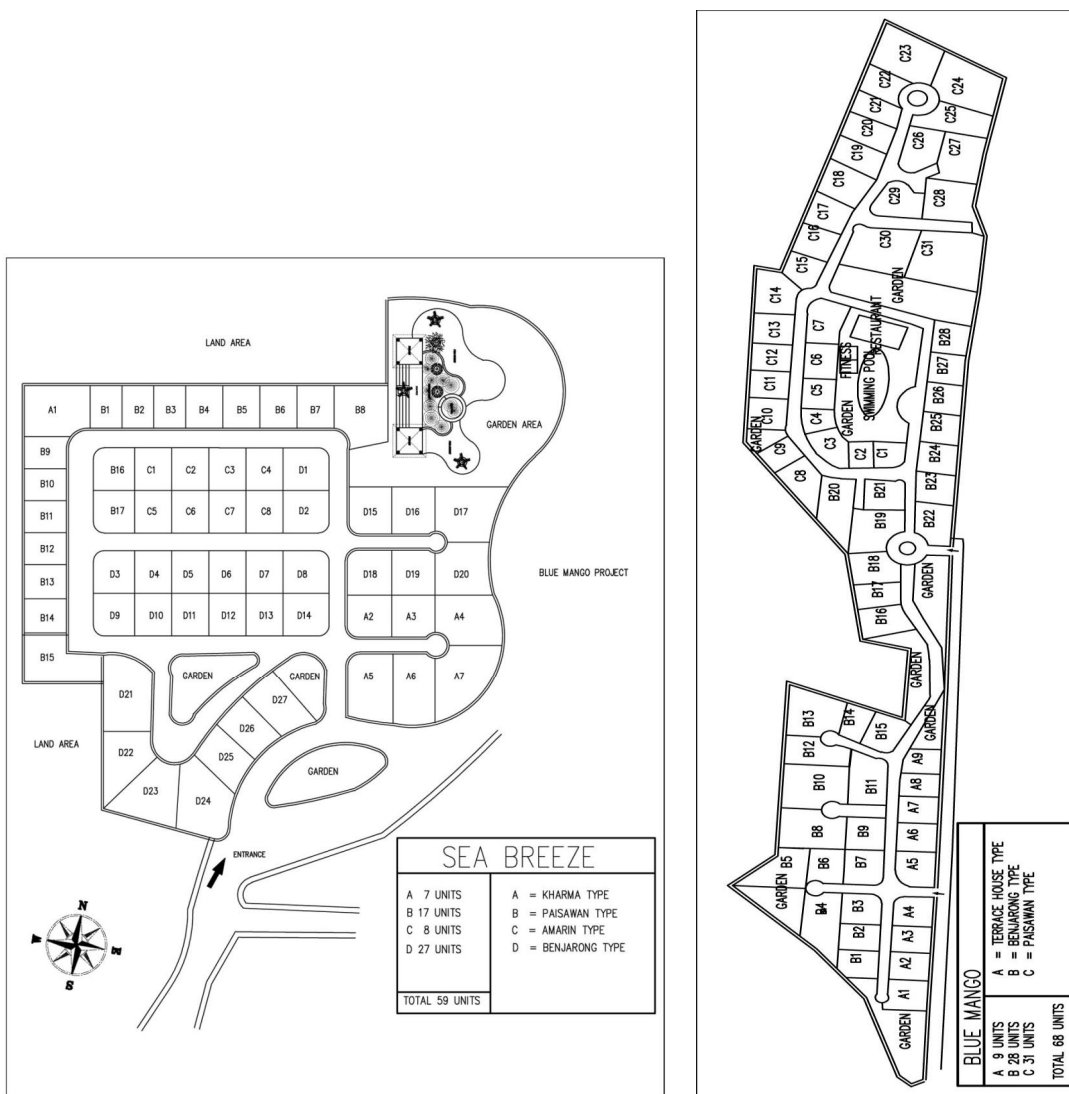 LAND AREA
A1 B1 B2 B3 B4 B5 B6 B7 B8
GARDEN AREA
B9
B10
B11
B12
B13
B14
B15
B16 C1 C2 C3 C4 D1
B17 C5 C6 C7 C8 D2
D3 D4 D5 D6 D7 D8
D9 D10 D11 D12 D13 D14
D15 D16 D17
D18 D19 D20
A2 A3 A4
A5 A6 A7
BLUE MANGO PROJECT
GARDEN
GARDEN
D21
D22
D23
D24
D25
D26
D27
LAND AREA
GARDEN
ENTRANCE
N
W E
S
SEA BREEZE
A 7 UNITS
B 17 UNITS
C 8 UNITS
D 27 UNITS
TOTAL 59 UNITS
A = KHARMA TYPE
B = PAISAWAN TYPE
C = AMARIN TYPE
D = BENJARONG TYPE
C23
C24
C22
C21
C25
C20
C26
C27
C19
C18
C29
C28
C17
C16
C30
C31
C15
C14
GARDEN
C13
C7
RESTAURANT
B28
C12
C6
FITNESS
B27
C11
C5
SWIMMING POOL
B26
C10
C4
GARDEN
B25
GARDEN
C9
C3
C2
C1
B24
C8
B20
B21
B23
B19
B22
B18
B17
GARDEN
B16
GARDEN
B13
B14
B15
GARDEN
B12
A9
B10
B11
A8
A7
B8
B9
A6
B5
B6
B7
A5
GARDEN
B4
B3
A4
B2
A3
B1
A2
A1
GARDEN
BLUE MANGO
A 9 UNITS
B 28 UNITS
C 31 UNITS
TOTAL 68 UNITS
A = TERRACE HOUSE TYPE
B = BENJARONG TYPE
C = PAISAWAN TYPE